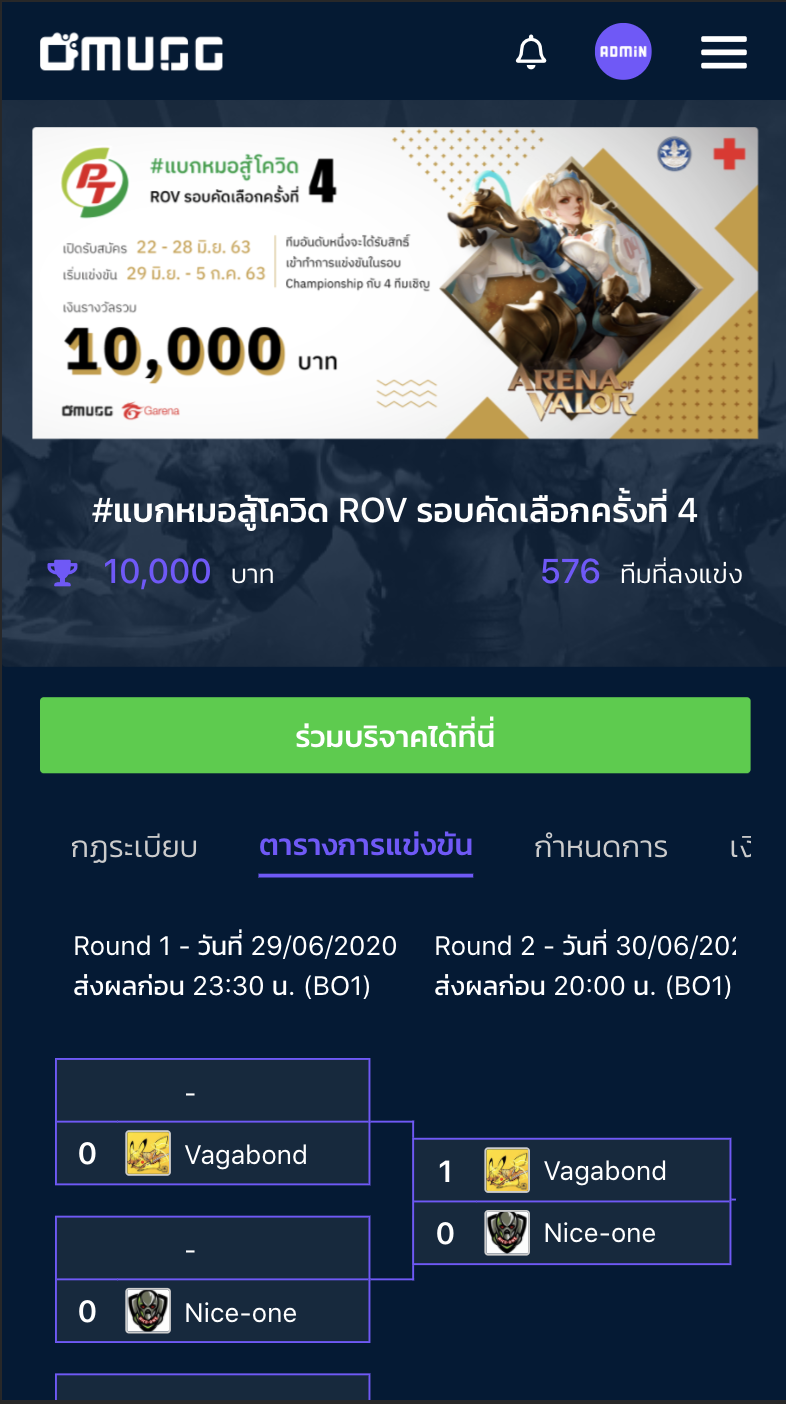 OMUGG
ADMIN
PT
#แบกหมอสู้โควิด
ROV รอบคัดเลือกครั้งที่ 4
เปิดรับสมัคร 22 - 28 มิ.ย. 63
เริ่มแข่งขัน 29 มิ.ย. - 5 ก.ค. 63
ทีมอันดับหนึ่งจะได้รับสิทธิ์
เข้าทำการแข่งขันในรอบ
Championship กับ 4 ทีมเชิญ
เงินรางวัลรวม
10,000 บาท
OMUGG Garena
ARENA OF
VALOR
#แบกหมอสู้โควิด ROV รอบคัดเลือกครั้งที่ 4
10,000 บาท
576 ทีมที่ลงแข่ง
ร่วมบริจาคได้ที่นี่
กฎระเบียบ ตารางการแข่งขัน กำหนดการ เงิ
Round 1 - วันที่ 29/06/2020
ส่งผลก่อน 23:30 น. (BO1)
Round 2 - วันที่ 30/06/202
ส่งผลก่อน 20:00 น. (BO1)
-
0 Vagabond
1 Vagabond
0 Nice-one
-
0 Nice-one